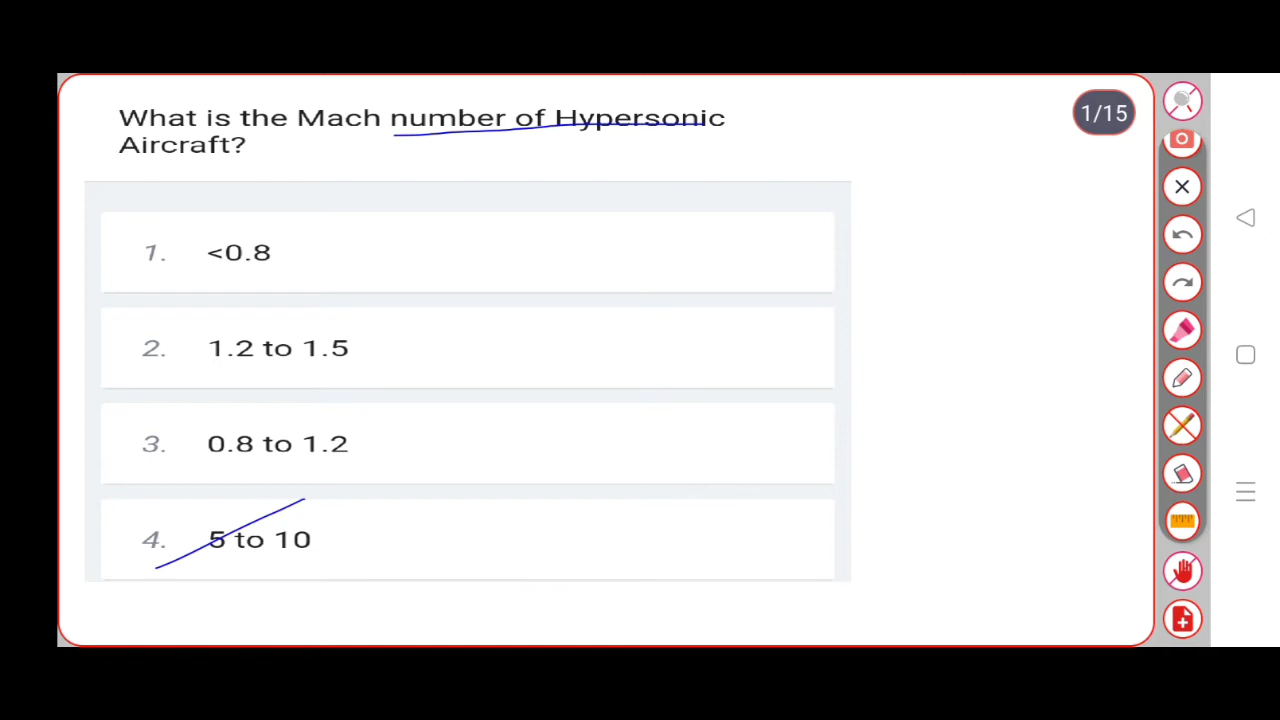 What is the Mach number of Hypersonic
Aircraft?
1/15
1. <0.8
2. 1.2 to 1.5
3. 0.8 to 1.2
4. 5 to 10